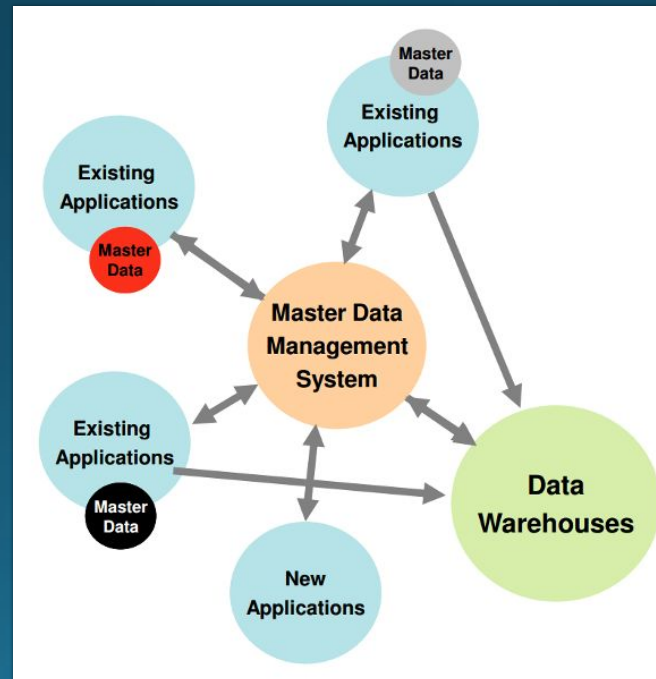 Master
Data
Existing
Applications
Existing
Applications
Master
Data
Master Data
Management
System
Existing
Applications
Master
Data
Data
Warehouses
New
Applications